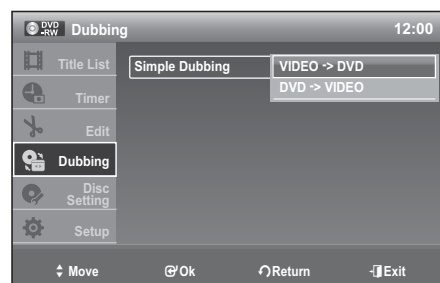 DVD-RW Dubbing 12:00
Title List
Simple Dubbing VIDEO -> DVD
DVD -> VIDEO
Timer
Edit
Dubbing
Disc Setting
Setup
Move Ok Return Exit